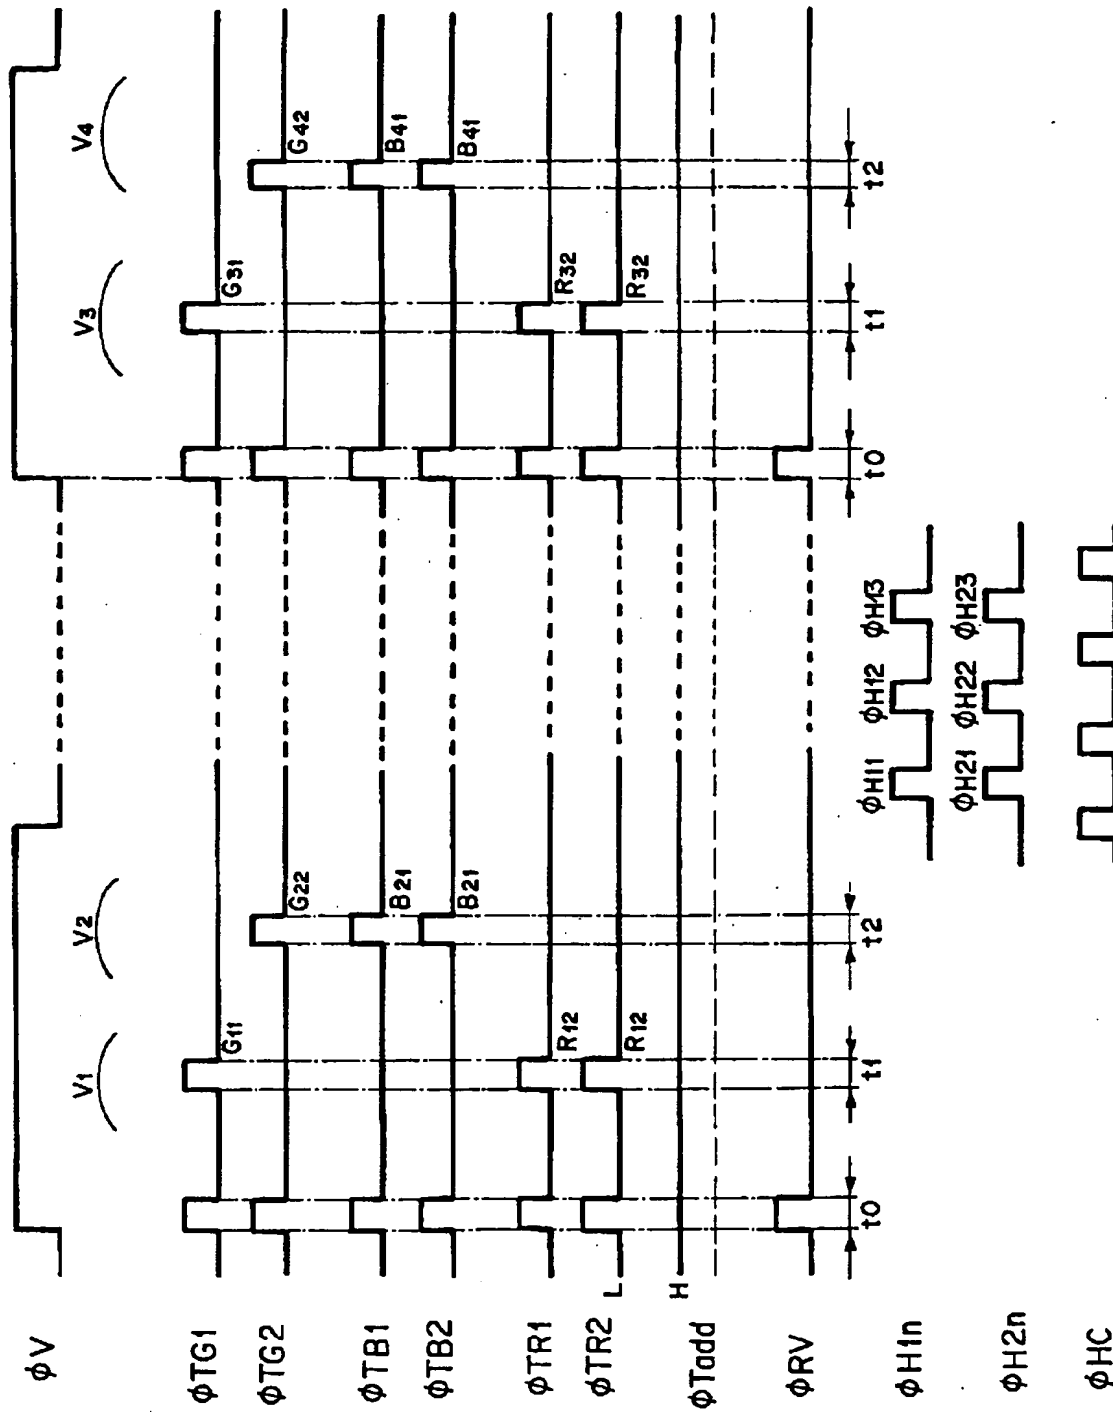 φV
V1 V2 V3 V4
φTG1 G11 G31
φTG2 G22 G42
φTB1 B21 B41
φTB2 B21 B41
φTR1 R12 R32
φTR2 L R12 R32
φTadd H
φRV
t0 t1 t2 t0 t1 t2
φH1n φH11 φH12 φH13
φH2n φH21 φH22 φH23
φHC